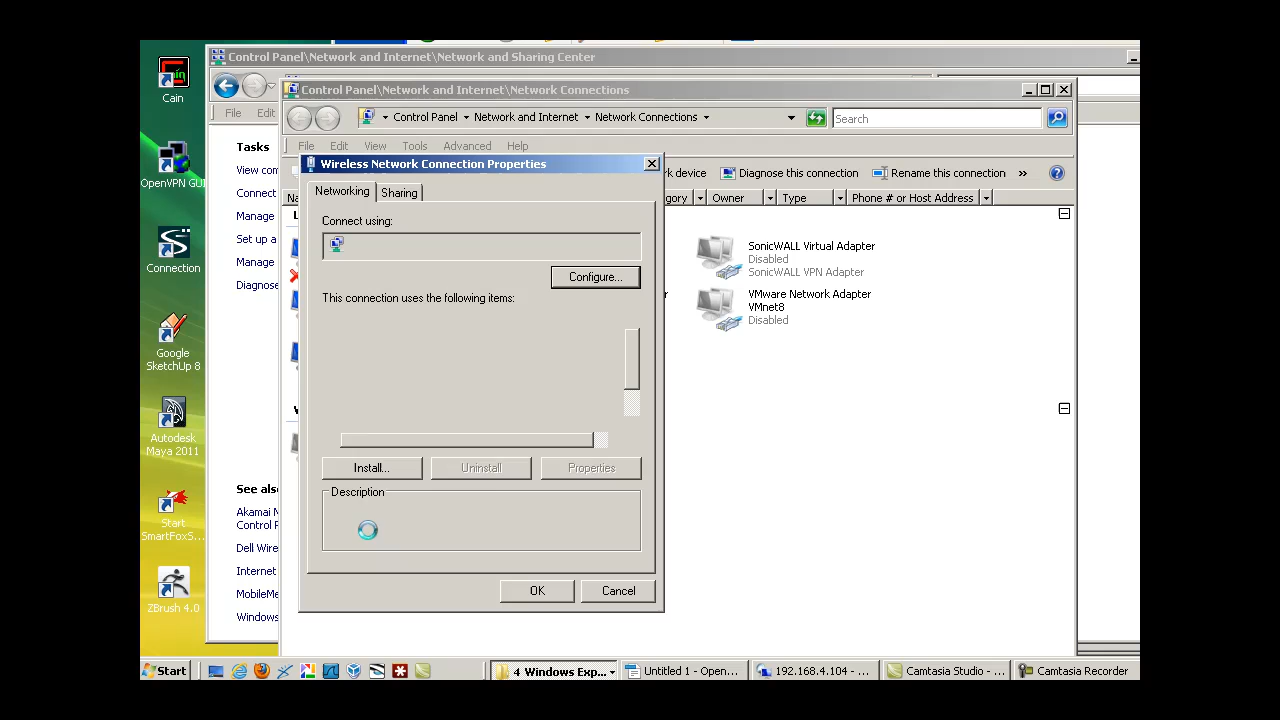 Control Panel\Network and Internet\Network and Sharing Center
Control Panel\Network and Internet\Network Connections
File Edit
Control Panel Network and Internet Network Connections
Search
File Edit View Tools Advanced Help
Wireless Network Connection Properties
Diagnose this connection Rename this connection »
device
Owner Type Phone # or Host Address
Networking Sharing
Connect using:
Configure...
This connection uses the following items:
Install... Uninstall Properties
Description
OK Cancel
SonicWALL Virtual Adapter
Disabled
SonicWALL VPN Adapter
VMware Network Adapter
VMnet8
Disabled
Tasks
View com
Connect
Manage
Set up a
Manage
Diagnose
See also
Akamai N
Control P
Dell Wire
Internet
MobileMe
Windows
Cain
OpenVPN GUI
Connection
Google
SketchUp 8
Autodesk
Maya 2011
Start
SmartFoxS...
ZBrush 4.0
Start
4 Windows Exp...
Untitled 1 - Open...
192.168.4.104 - ...
Camtasia Studio - ...
Camtasia Recorder